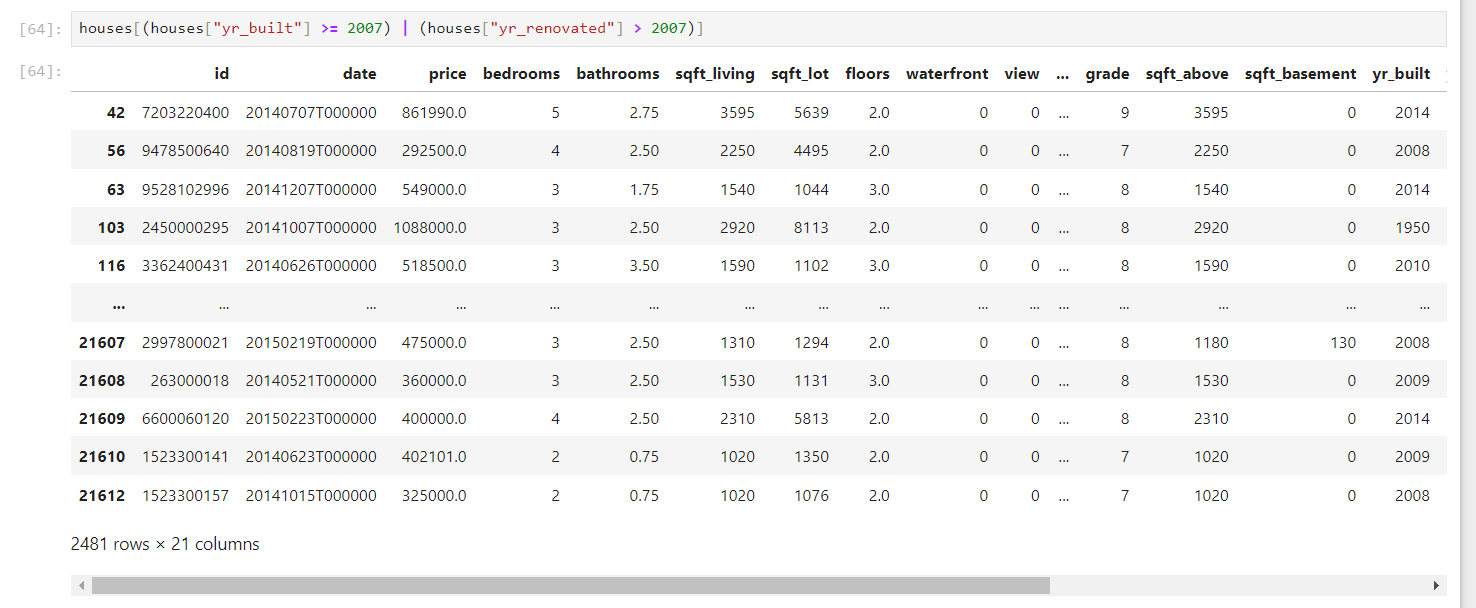 [64]: houses[(houses["yr_built"] >= 2007) | (houses["yr_renovated"] > 2007)]
[64]:
id date price bedrooms bathrooms sqft_living sqft_lot floors waterfront view ... grade sqft_above sqft_basement yr_built
42 7203220400 20140707T000000 861990.0 5 2.75 3595 5639 2.0 0 0 ... 9 3595 0 2014
56 9478500640 20140819T000000 292500.0 4 2.50 2250 4495 2.0 0 0 ... 7 2250 0 2008
63 9528102996 20141207T000000 549000.0 3 1.75 1540 1044 3.0 0 0 ... 8 1540 0 2014
103 2450000295 20141007T000000 1088000.0 3 2.50 2920 8113 2.0 0 0 ... 8 2920 0 1950
116 3362400431 20140626T000000 518500.0 3 3.50 1590 1102 3.0 0 0 ... 8 1590 0 2010
... ... ... ... ... ... ... ... ... ... ... ... ... ... ... ...
21607 2997800021 20150219T000000 475000.0 3 2.50 1310 1294 2.0 0 0 ... 8 1180 130 2008
21608 263000018 20140521T000000 360000.0 3 2.50 1530 1131 3.0 0 0 ... 8 1530 0 2009
21609 6600060120 20150223T000000 400000.0 4 2.50 2310 5813 2.0 0 0 ... 8 2310 0 2014
21610 1523300141 20140623T000000 402101.0 2 0.75 1020 1350 2.0 0 0 ... 7 1020 0 2009
21612 1523300157 20141015T000000 325000.0 2 0.75 1020 1076 2.0 0 0 ... 7 1020 0 2008
2481 rows × 21 columns